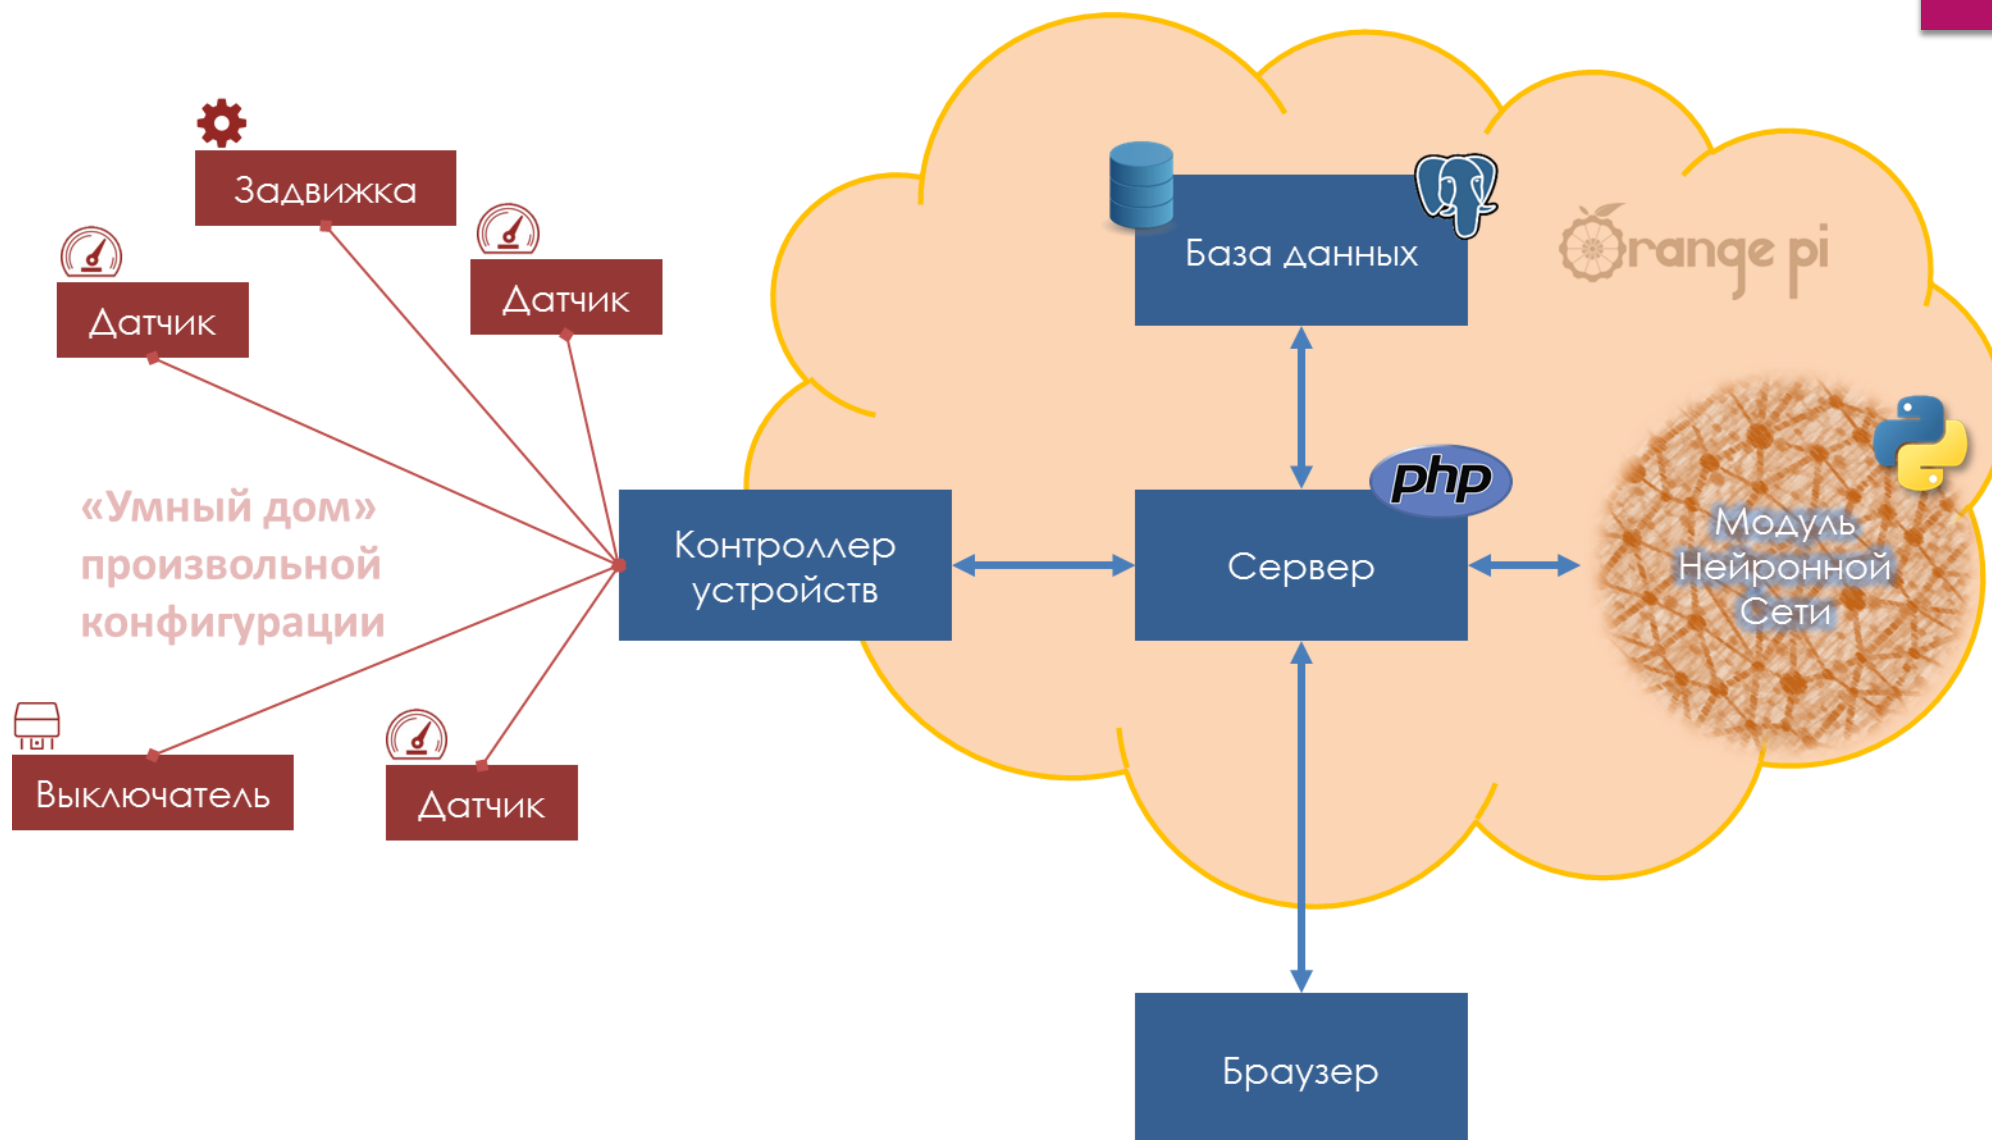 Задвижка
Датчик
Датчик
«Умный дом»
произвольной
конфигурации
Выключатель
Датчик
Контроллер
устройств
База данных
Orange pi
php
Сервер
Модуль
Нейронной
Сети
Браузер